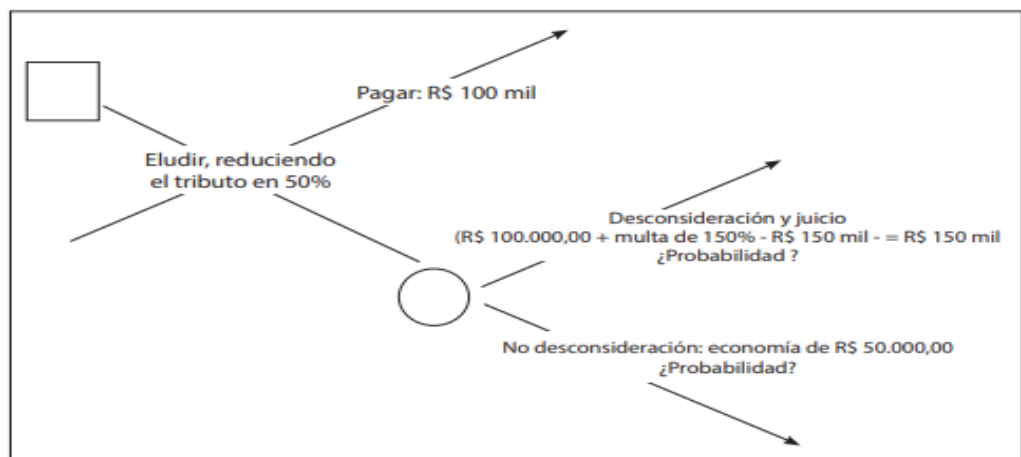 Pagar: R$ 100 mil
Eludir, reduciendo
el tributo en 50%
Desconsideración y juicio
(R$ 100.000,00 + multa de 150% - R$ 150 mil - = R$ 150 mil
¿Probabilidad ?
No desconsideración: economía de R$ 50.000,00
¿Probabilidad?